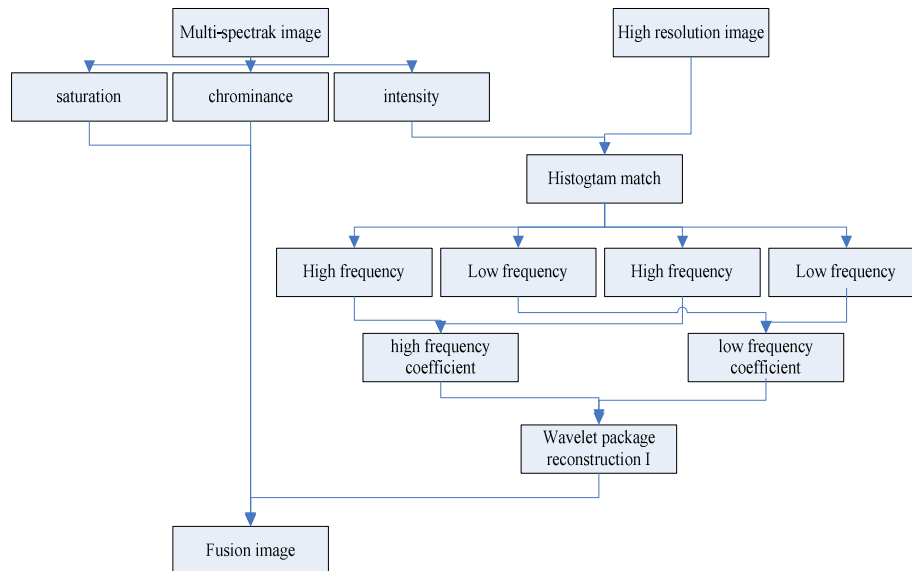 Multi-spectrak image
High resolution image
saturation
chrominance
intensity
Histogtam match
High frequency
Low frequency
High frequency
Low frequency
high frequency
coefficient
low frequency
coefficient
Wavelet package
reconstruction I
Fusion image